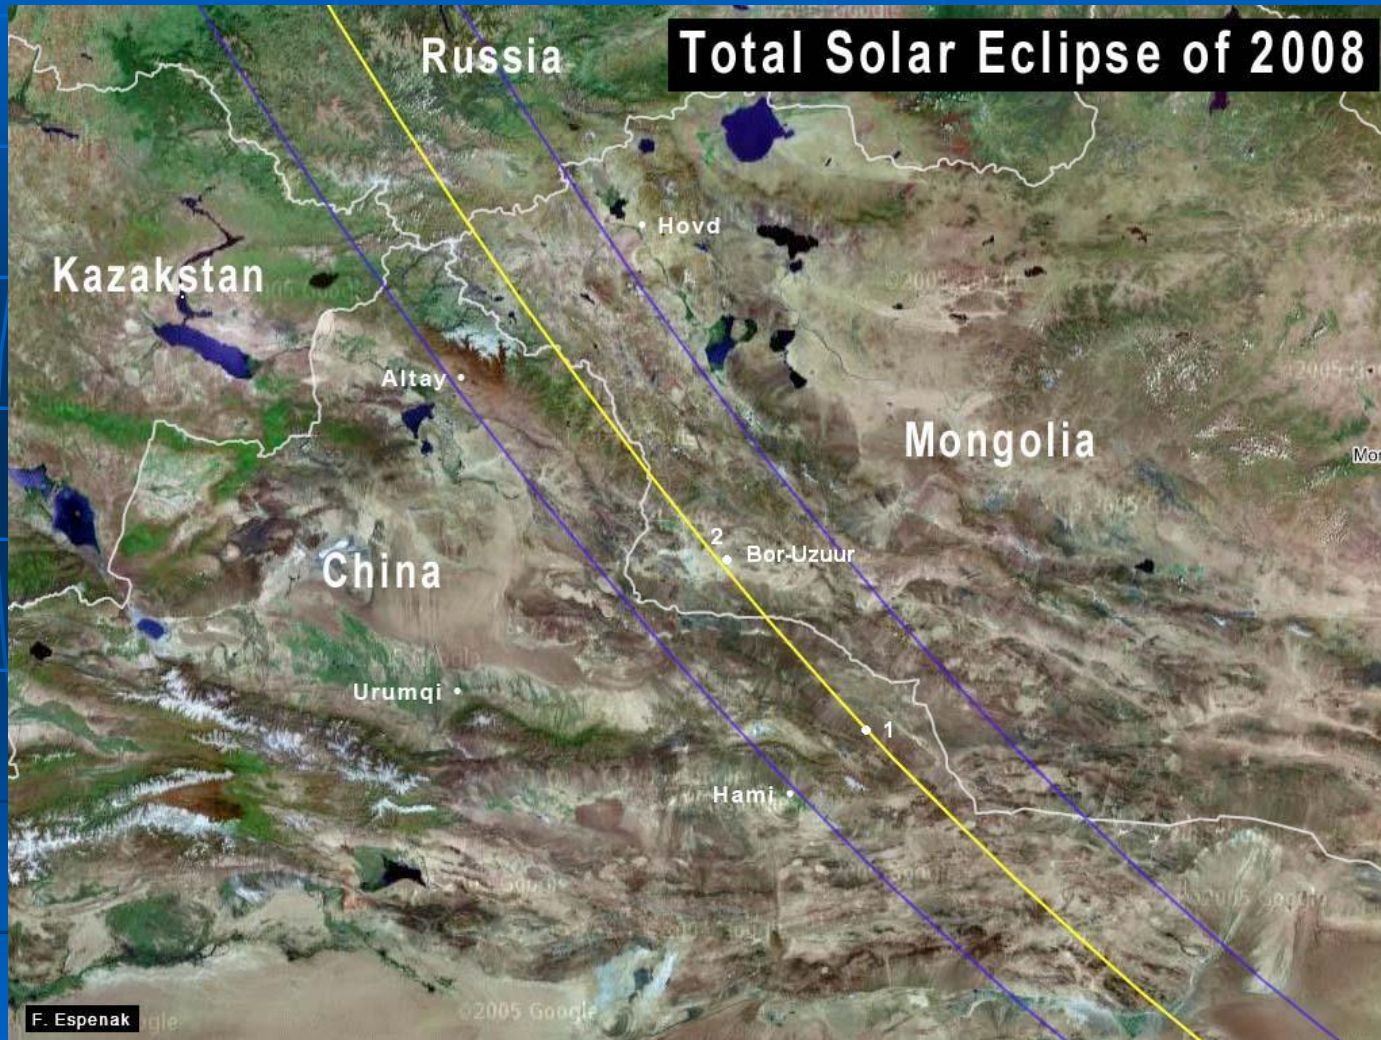 Total Solar Eclipse of 2008
Russia
Hovd
Kazakstan
Altay
Mongolia
2
Bor-Uzuur
China
Urumqi
1
Hami
©2005 Google
F. Espenak